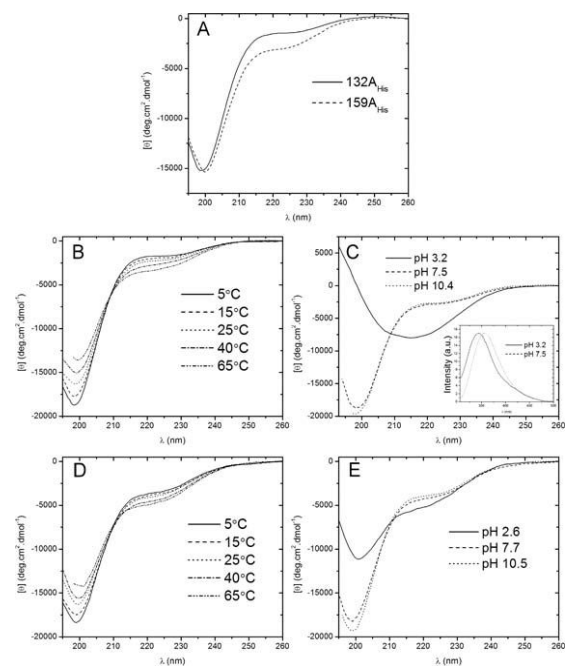 A
132A_His
159A_His
[θ] (deg.cm².dmol⁻¹)
0
-5000
-10000
-15000
200 210 220 230 240 250 260
λ (nm)
B
5°C
15°C
25°C
40°C
65°C
[θ] (deg.cm².dmol⁻¹)
0
-5000
-10000
-15000
-20000
200 210 220 230 240 250 260
λ (nm)
C
pH 3.2
pH 7.5
pH 10.4
[θ] (deg.cm².dmol⁻¹)
5000
0
-5000
-10000
-15000
-20000
200 210 220 230 240 250 260
λ (nm)
Intensity (a.u.)
pH 3.2
pH 7.5
D
5°C
15°C
25°C
40°C
65°C
[θ] (deg.cm².dmol⁻¹)
0
-5000
-10000
-15000
-20000
200 210 220 230 240 250 260
λ (nm)
E
pH 2.6
pH 7.7
pH 10.5
[θ] (deg.cm².dmol⁻¹)
0
-5000
-10000
-15000
-20000
200 210 220 230 240 250 260
λ (nm)